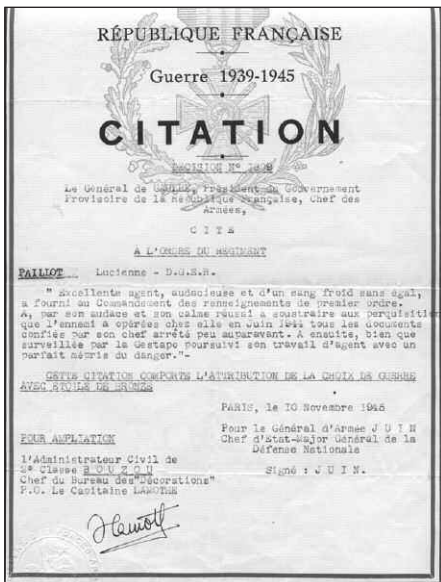 RÉPUBLIQUE FRANÇAISE
Guerre 1939-1945
CITATION
DECISION N°
Le Général de GAULLE, Président du Gouvernement
Provisoire de la République Française, Chef des
Armées,
C I T E
A L'ORDRE DU REGIMENT
PAILLOT Lucienne - D.G.E.R.
" Excellente agent, audacieuse et d'un sang froid sans égal,
a fourni au Commandement des renseignements de premier ordre.
A, par son audace et son calme réussi à soustraire aux perquisition
que l'ennemi a opérées chez elle en Juin 1944 tous les documents
confiés par son chef arrêté peu auparavant. A ensuite, bien que
surveillée par la Gestapo poursuivi son travail d'agent avec un
parfait mépris du danger."-
CETTE CITATION COMPORTE L'ATTRIBUTION DE LA CROIX DE GUERRE
AVEC ETOILE DE BRONZE
PARIS, le 10 Novembre 1945
Pour le Général d'Armée J U I N
Chef d'Etat-Major Général de la
Défense Nationale
Signé : J U I N.
POUR AMPLIATION
l'Administrateur Civil de
2° Classe B O U Z O U
Chef du Bureau des "Décorations"
P.O. Le Capitaine LAMOTHE